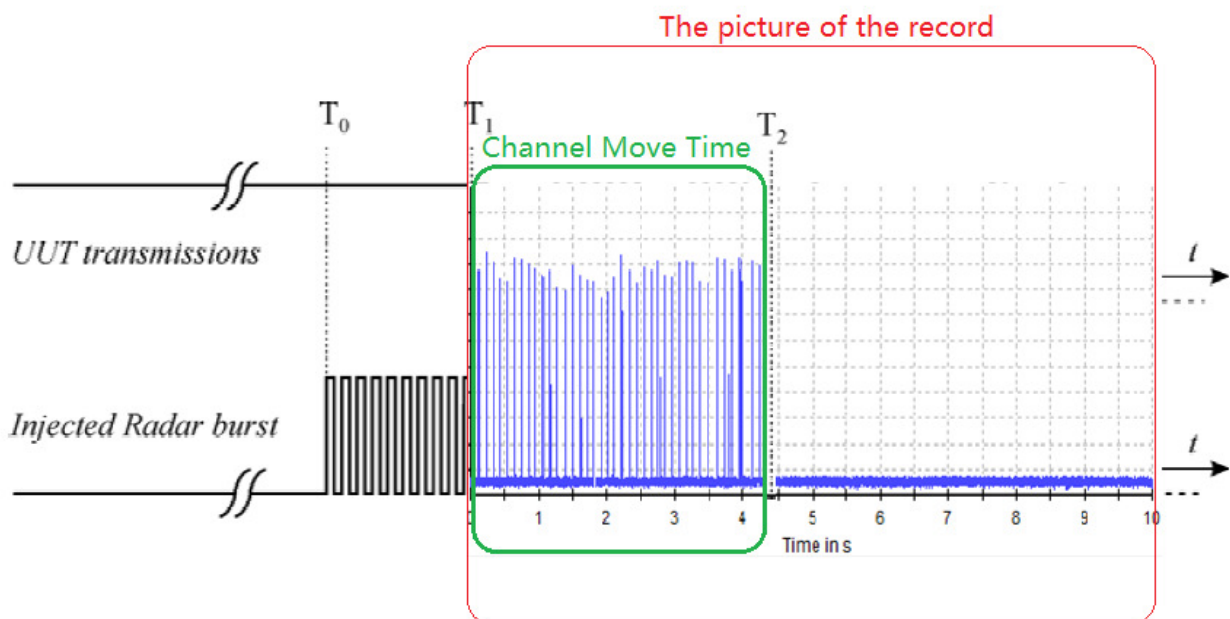 The picture of the record
T0
T1
T2
Channel Move Time
UUT transmissions
t
Injected Radar burst
t
1 2 3 4 5 6 7 8 9 10
Time in s